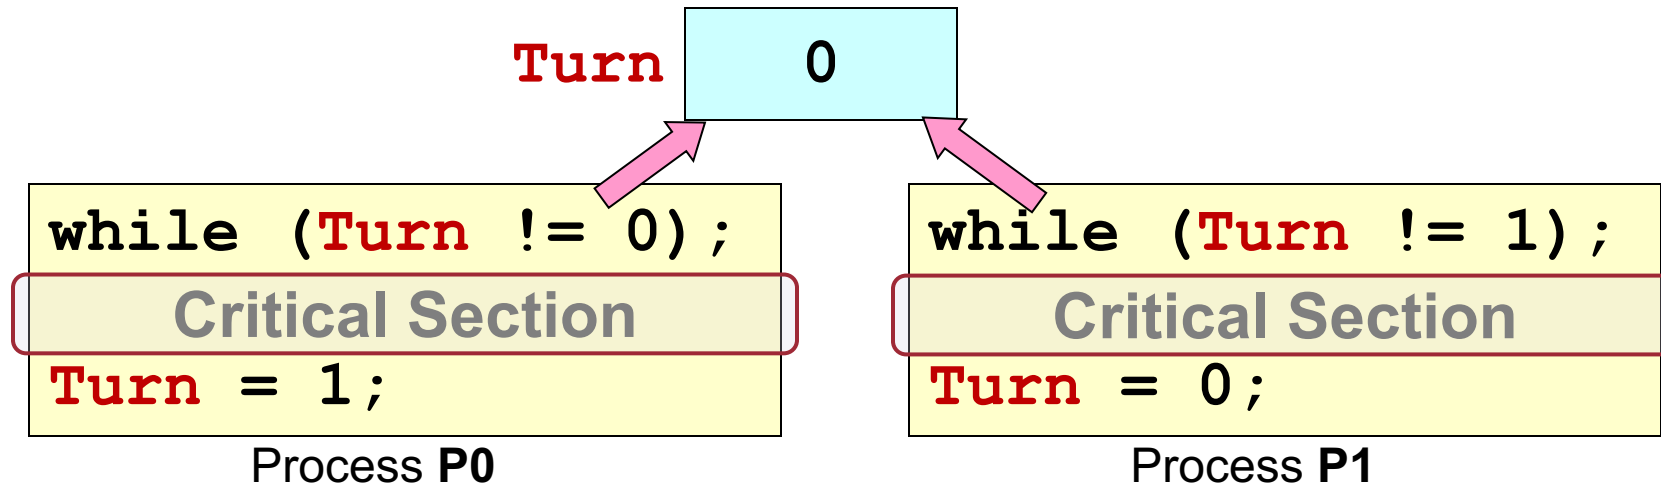 Turn 0
while (Turn != 0);
Critical Section
Turn = 1;
Process P0
while (Turn != 1);
Critical Section
Turn = 0;
Process P1